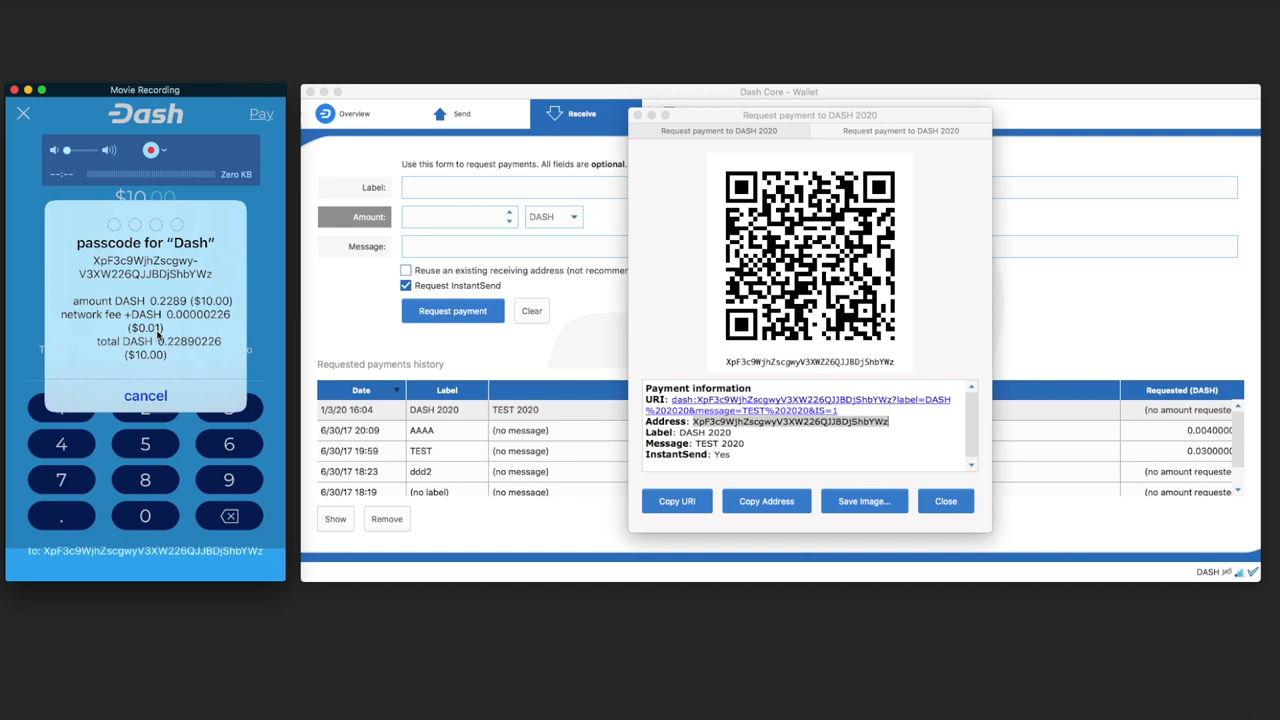 Movie Recording
Dash
Pay
--:--
Zero KB
$10.00
passcode for “Dash”
XpF3c9WjhZscgwy-
V3XW226QJJBDjShbYWz
amount DASH 0.2289 ($10.00)
network fee +DASH 0.00000226
($0.01)
total DASH 0.22890226
($10.00)
cancel
4 5 6
7 8 9
. 0
to: XpF3c9WjhZscgwyV3XW226QJJBDjShbYWz
Dash Core - Wallet
Overview
Send
Receive
Use this form to request payments. All fields are optional.
Label:
Amount:
DASH
Message:
Reuse an existing receiving address (not recommen
Request InstantSend
Request payment
Clear
Requested payments history
Date Label Requested (DASH)
1/3/20 16:04 DASH 2020 TEST 2020 (no amount requeste
6/30/17 20:09 AAAA (no message) 0.0040000
6/30/17 19:59 TEST (no message) 0.0300000
6/30/17 18:23 ddd2 (no message) (no amount requeste
6/30/17 18:19 (no label) (no message) (no amount requeste
Show
Remove
DASH
Request payment to DASH 2020
Request payment to DASH 2020
Request payment to DASH 2020
XpF3c9WjhZscgwyV3XW226QJJBDjShbYWz
Payment information
URI: dash:XpF3c9WjhZscgwyV3XW226QJJBDjShbYWz?label=DASH
%202020&message=TEST%202020&IS=1
Address: XpF3c9WjhZscgwyV3XW226QJJBDjShbYWz
Label: DASH 2020
Message: TEST 2020
InstantSend: Yes
Copy URI
Copy Address
Save Image...
Close